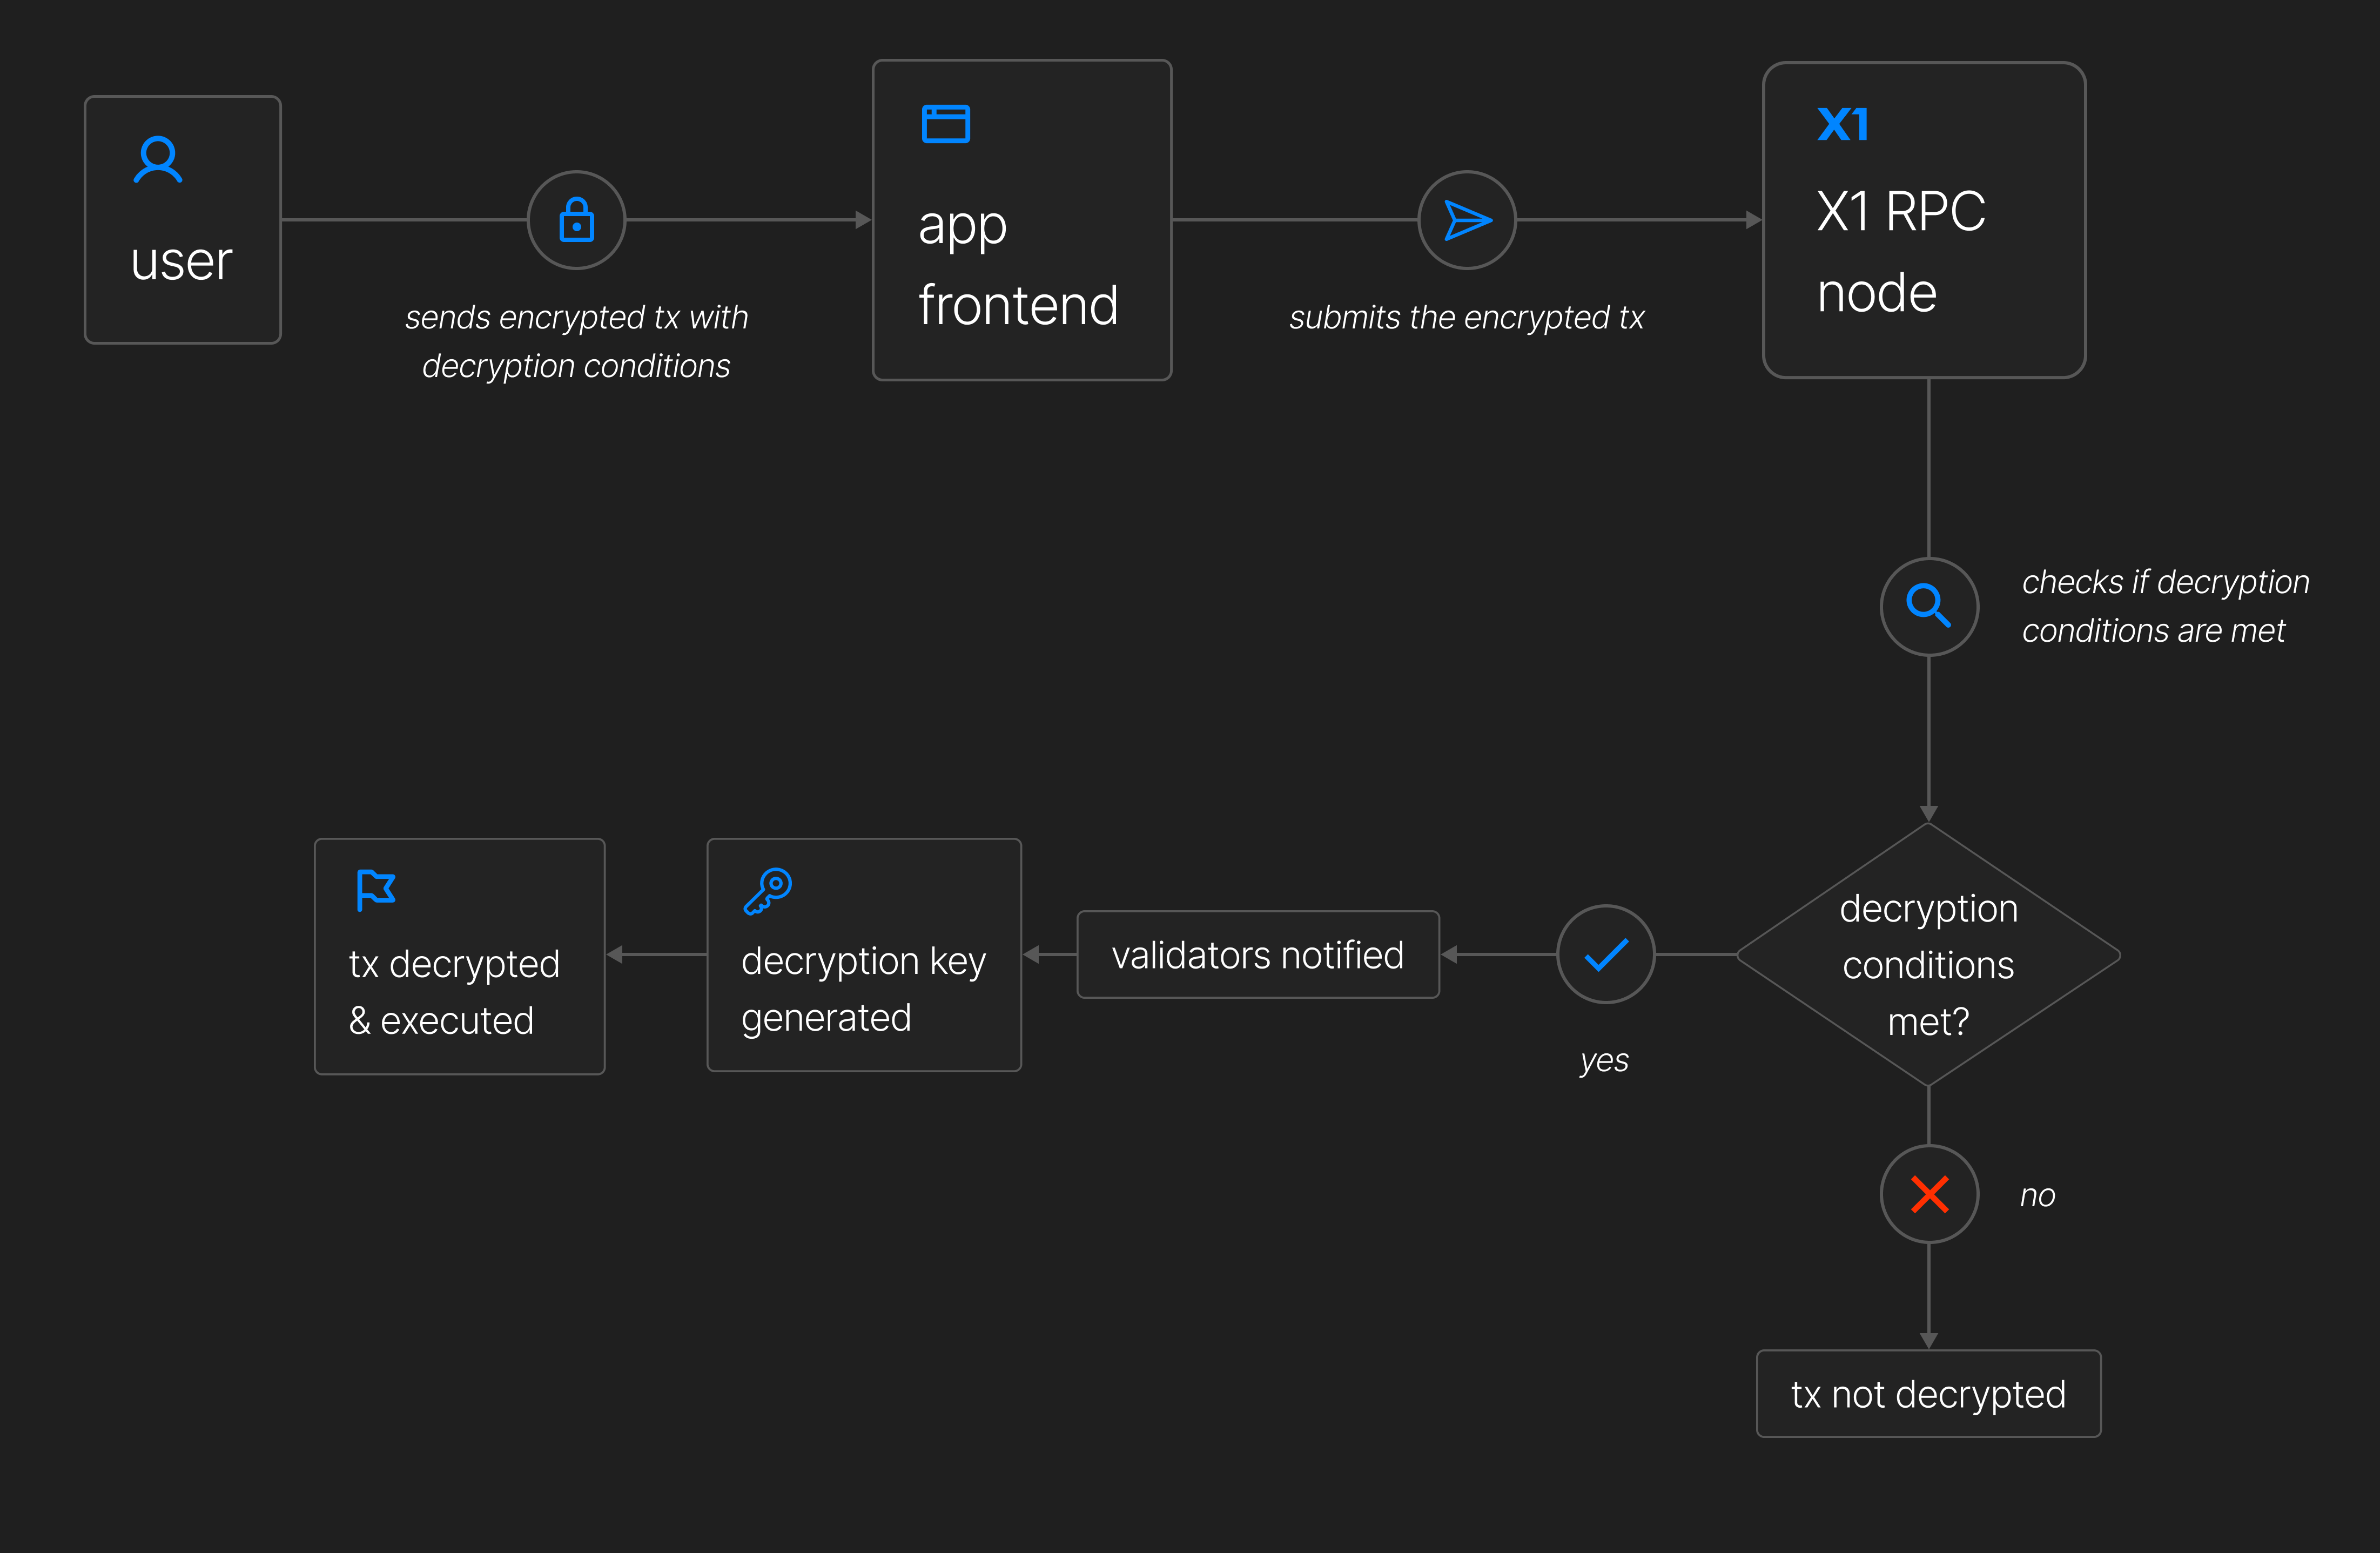 user
sends encrypted tx with
decryption conditions
app
frontend
submits the encrypted tx
X1
X1 RPC
node
checks if decryption
conditions are met
decryption
conditions
met?
yes
validators notified
decryption key
generated
tx decrypted
& executed
no
tx not decrypted